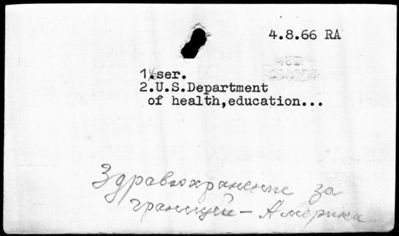 4.8.66 RA
1.ser.
2.U.S.Department
of health,education...
Здравоохранение за
границей - Америка